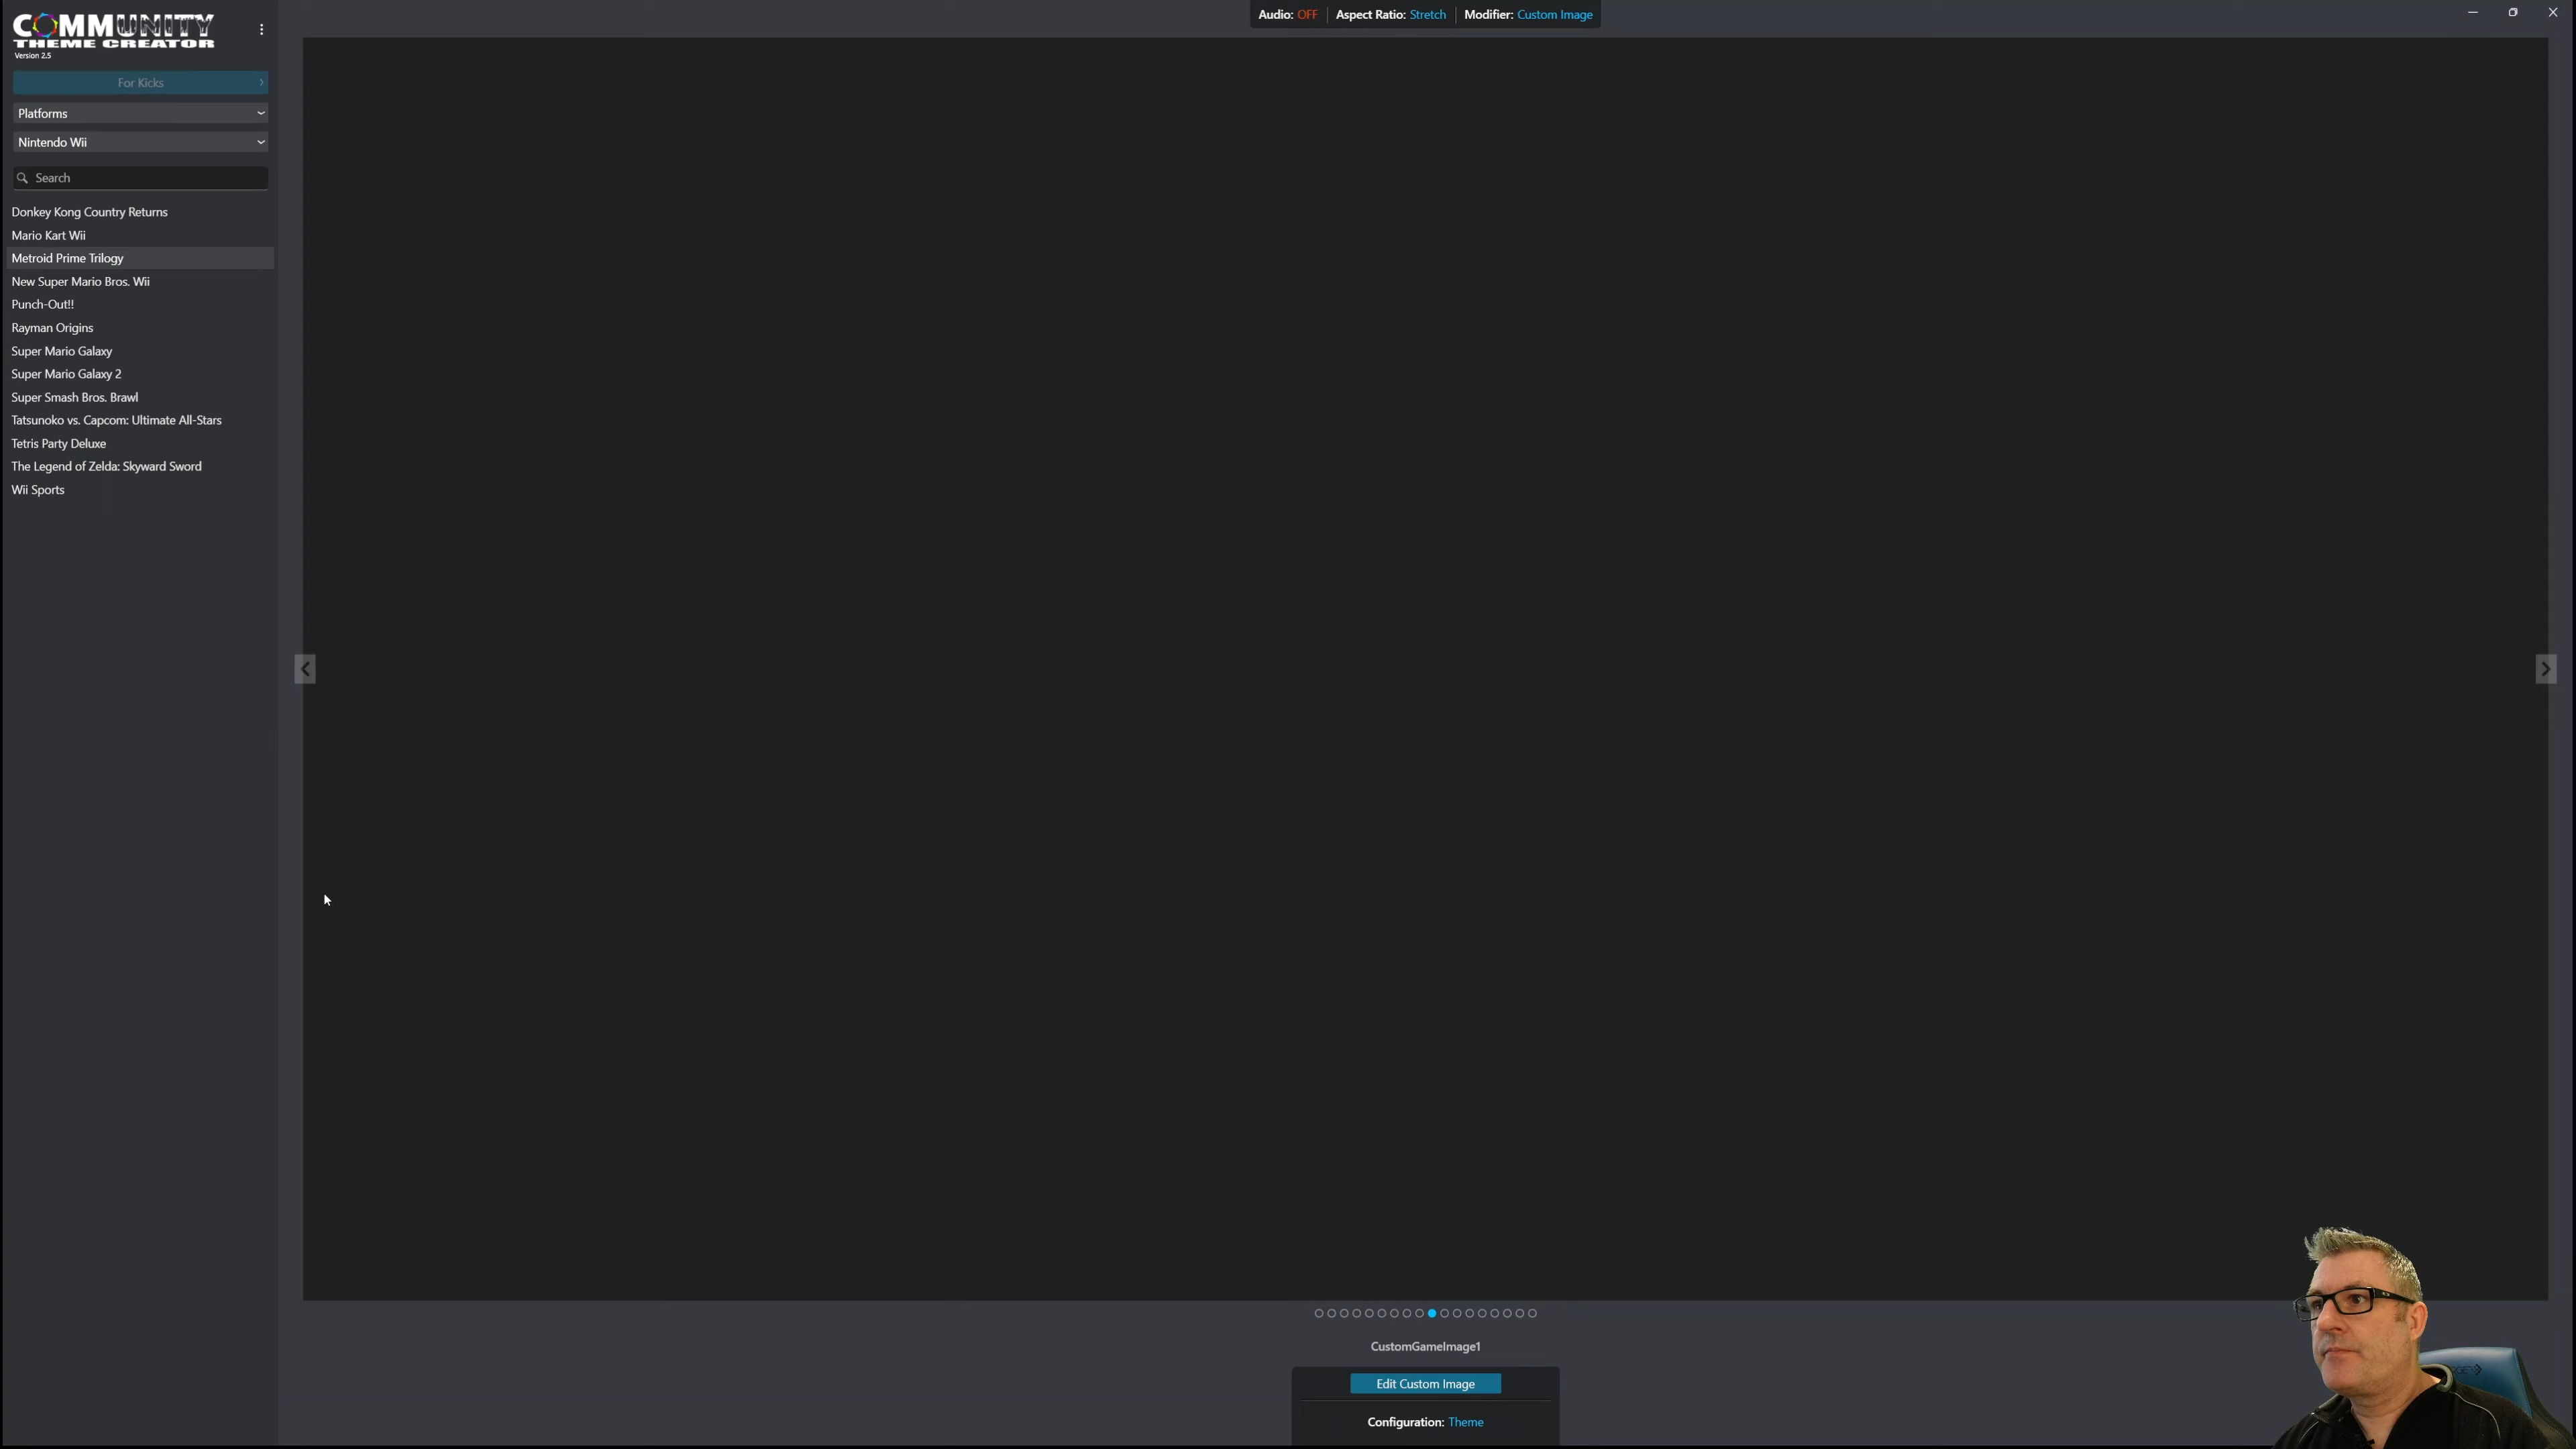 COMMUNITY
THEME CREATOR
Version 2.5
Audio: OFF
Aspect Ratio: Stretch
Modifier: Custom Image
For Kicks
Platforms
Nintendo Wii
Search
Donkey Kong Country Returns
Mario Kart Wii
Metroid Prime Trilogy
New Super Mario Bros. Wii
Punch-Out!!
Rayman Origins
Super Mario Galaxy
Super Mario Galaxy 2
Super Smash Bros. Brawl
Tatsunoko vs. Capcom: Ultimate All-Stars
Tetris Party Deluxe
The Legend of Zelda: Skyward Sword
Wii Sports
CustomGameImage1
Edit Custom Image
Configuration: Theme